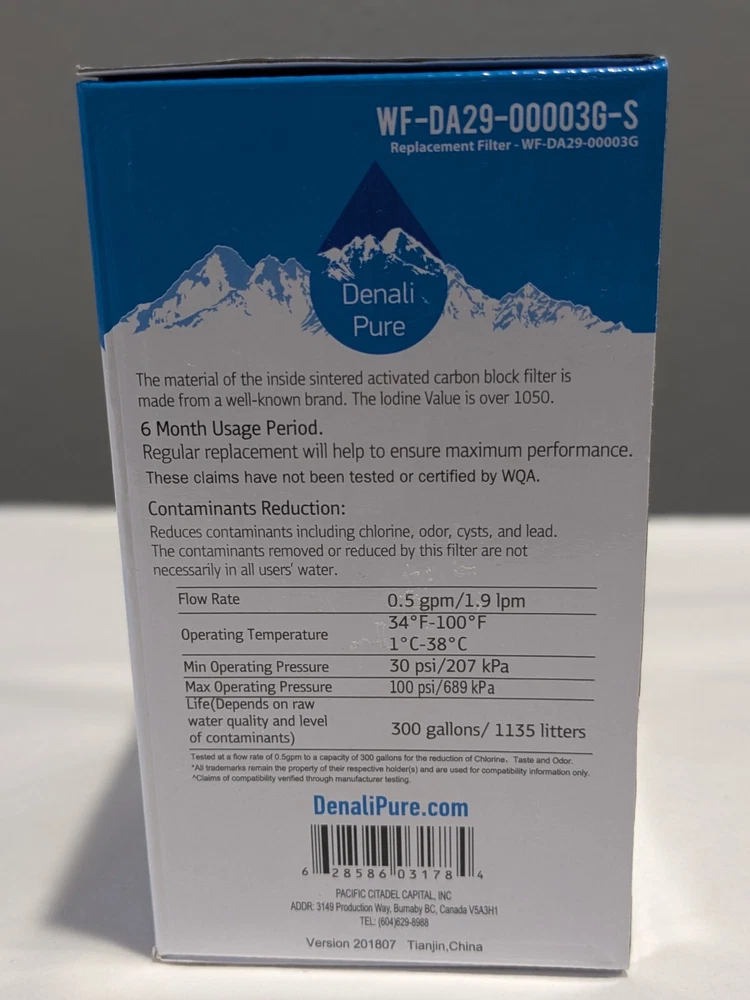 WF-DA29-00003G-S
Replacement Filter - WF-DA29-00003G
Denali
Pure
The material of the inside sintered activated carbon block filter is
made from a well-known brand. The Iodine Value is over 1050.
6 Month Usage Period.
Regular replacement will help to ensure maximum performance.
These claims have not been tested or certified by WQA.
Contaminants Reduction:
Reduces contaminants including chlorine, odor, cysts, and lead.
The contaminants removed or reduced by this filter are not
necessarily in all users' water.
Flow Rate 0.5 gpm/1.9 lpm
Operating Temperature 34°F-100°F
1°C-38°C
Min Operating Pressure 30 psi/207 kPa
Max Operating Pressure 100 psi/689 kPa
Life(Depends on raw
water quality and level
of contaminants) 300 gallons/ 1135 litters
Tested at a flow rate of 0.5gpm to a capacity of 300 gallons for the reduction of Chlorine, Taste and Odor.
*All trademarks remain the property of their respective holder(s) and are used for compatibility information only.
^Claims of compatibility verified through manufacturer testing.
DenaliPure.com
6 28586 03178 4
PACIFIC CITADEL CAPITAL, INC
ADDR: 3149 Production Way, Burnaby BC, Canada V5A3H1
TEL: (604)629-8988
Version 201807 Tianjin,China